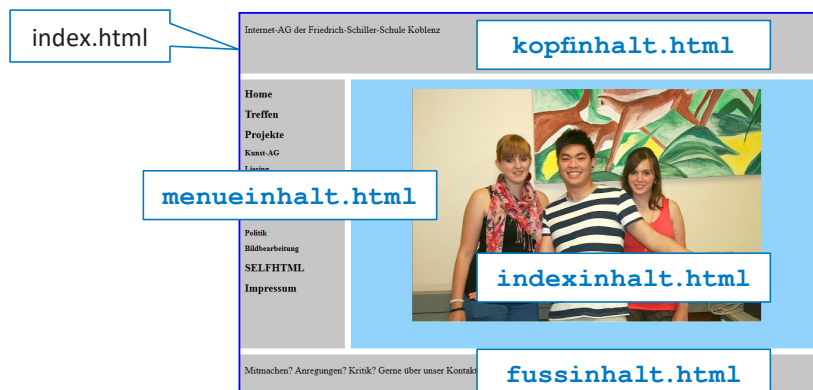 index.html
Internet-AG der Friedrich-Schiller-Schule Koblenz
kopfinhalt.html
Home
Treffen
Projekte
Kunst-AG
menueinhalt.html
Politik
Bildbearbeitung
SELFHTML
Impressum
indexinhalt.html
Mitmachen? Anregungen? Kritik? Gerne über unser Kontakt
fussinhalt.html